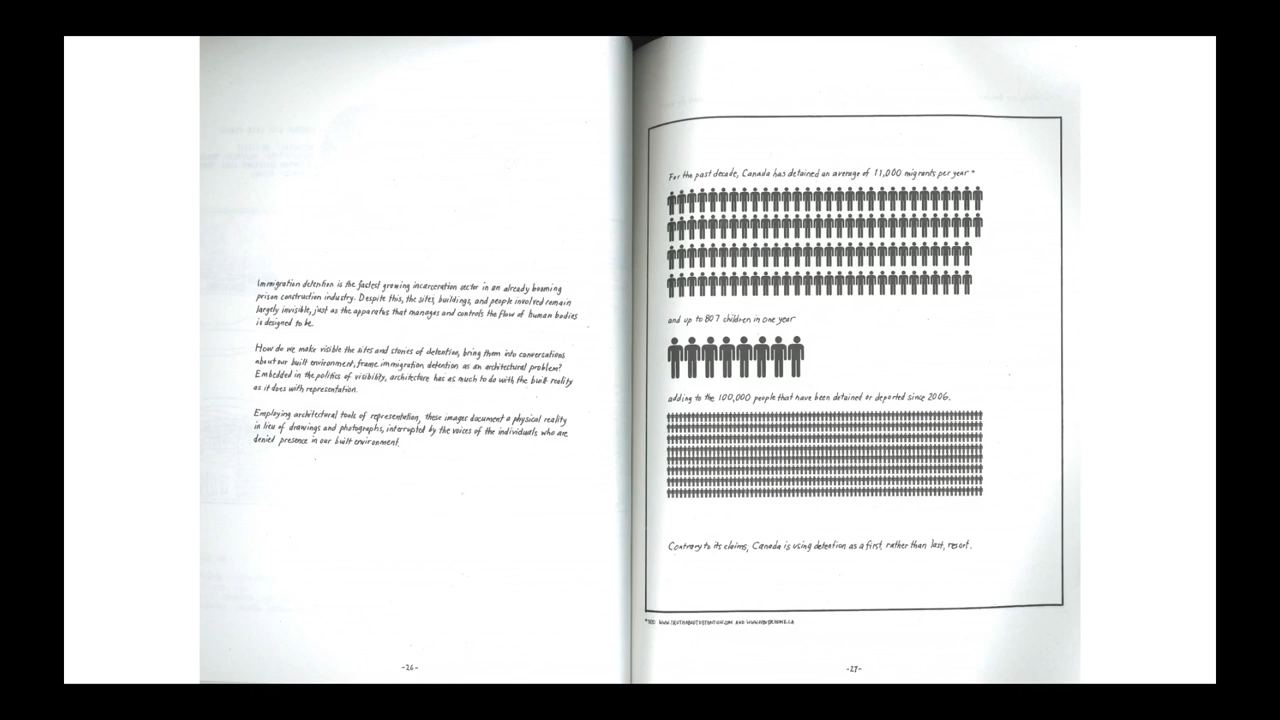 Immigration detention is the fastest growing incarceration sector in an already booming
prison construction industry. Despite this, the sites, buildings, and people involved remain
largely invisible, just as the apparatus that manages and controls the flow of human bodies
is designed to be.
How do we make visible the sites and stories of detention, bring them into conversations
about our built environment, frame immigration detention as an architectural problem?
Embedded in the politics of visibility, architecture has as much to do with the built reality
as it does with representation.
Employing architectural tools of representation, these images document a physical reality
in lieu of drawings and photographs, interrupted by the voices of the individuals who are
denied presence in our built environment.
-26-
For the past decade, Canada has detained an average of 11,000 migrants per year *
and up to 807 children in one year
adding to the 100,000 people that have been detained or deported since 2006.
Contrary to its claims, Canada is using detention as a first, rather than last, resort.
*SEE WWW.TRUTHABOUTDETENTION.COM AND
-27-